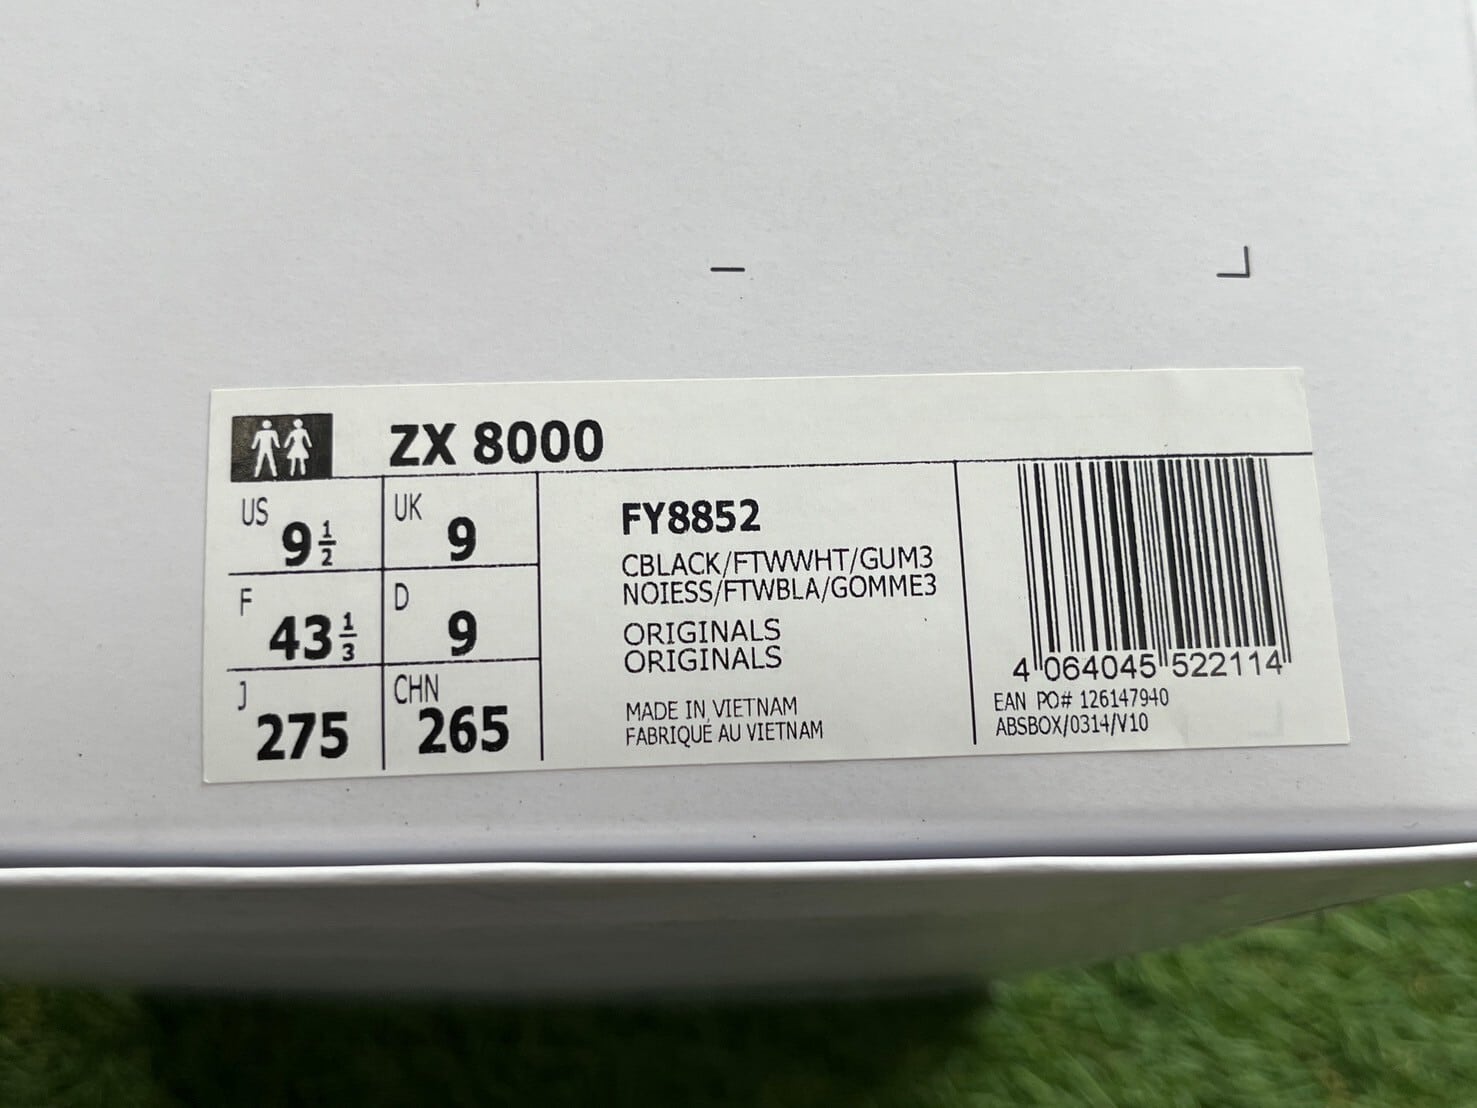 ZX 8000
US 9 1/2 UK 9
F 43 1/3 D 9
J 275 CHN 265
FY8852
CBLACK/FTWWHT/GUM3
NOIESS/FTWBLA/GOMME3
ORIGINALS
ORIGINALS
MADE IN VIETNAM
FABRIQUÉ AU VIETNAM
4 064045 522114
EAN PO# 126147940
ABSBOX/0314/V10